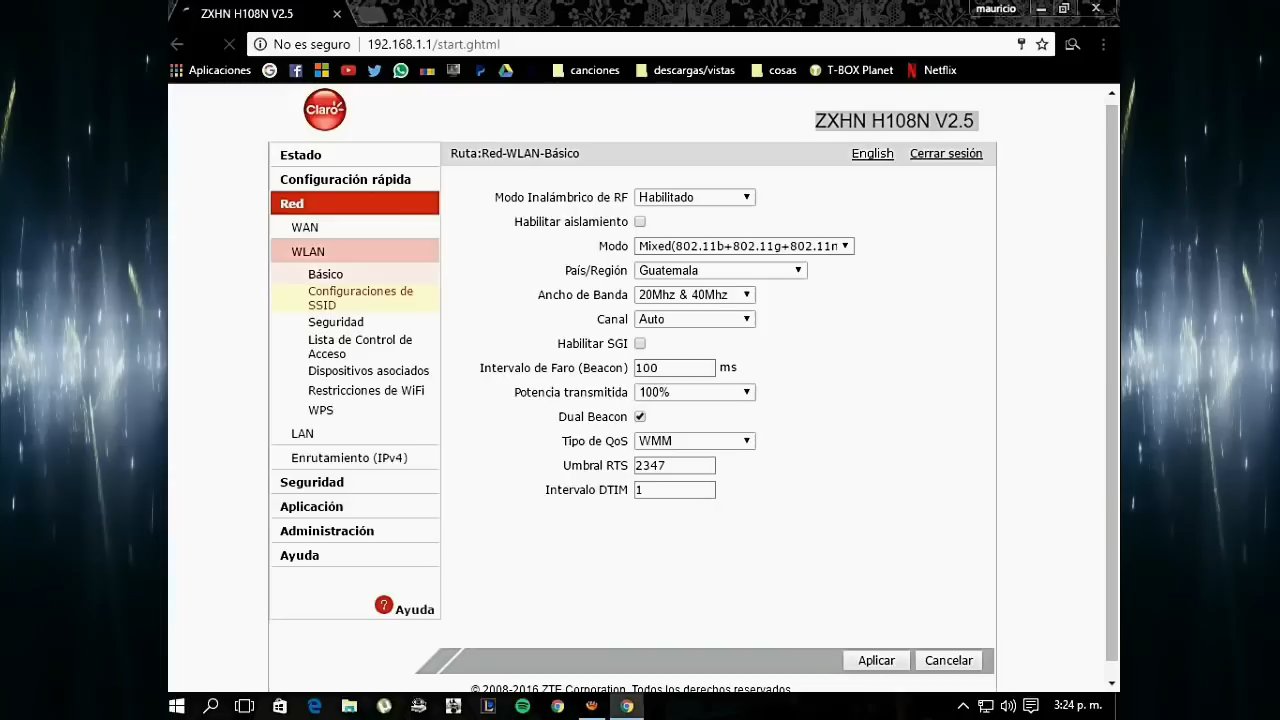 ZXHN H108N V2.5
mauricio
No es seguro
192.168.1.1/start.ghtml
Aplicaciones
canciones
descargas/vistas
cosas
T-BOX Planet
Netflix
Claro
ZXHN H108N V2.5
Estado
Configuración rápida
Red
WAN
WLAN
Básico
Configuraciones de
SSID
Seguridad
Lista de Control de
Acceso
Dispositivos asociados
Restricciones de WiFi
WPS
LAN
Enrutamiento (IPv4)
Seguridad
Aplicación
Administración
Ayuda
Ayuda
Ruta:Red-WLAN-Básico
English
Cerrar sesión
Modo Inalámbrico de RF Habilitado
Habilitar aislamiento
Modo Mixed(802.11b+802.11g+802.11n
País/Región Guatemala
Ancho de Banda 20Mhz & 40Mhz
Canal Auto
Habilitar SGI
Intervalo de Faro (Beacon) 100 ms
Potencia transmitida 100%
Dual Beacon
Tipo de QoS WMM
Umbral RTS 2347
Intervalo DTIM 1
Aplicar
Cancelar
© 2008-2016 ZTE Corporation. Todos los derechos reservados
3:24 p. m.